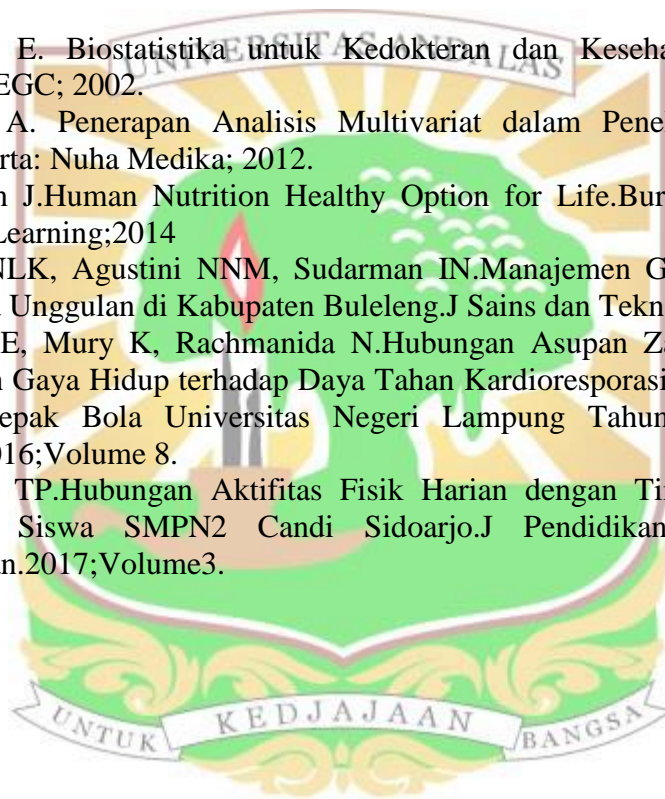 E. Biostatistika untuk Kedokteran dan Keseha
UNIVERSITAS ANDALAS
EGC; 2002.
A. Penerapan Analisis Multivariat dalam Pene
rta: Nuha Medika; 2012.
n J.Human Nutrition Healthy Option for Life.Bur
Learning;2014
NLK, Agustini NNM, Sudarman IN.Manajemen G
Unggulan di Kabupaten Buleleng.J Sains dan Tekn
E, Mury K, Rachmanida N.Hubungan Asupan Z
n Gaya Hidup terhadap Daya Tahan Kardioresporasi
epak Bola Universitas Negeri Lampung Tahun
016;Volume 8.
TP.Hubungan Aktifitas Fisik Harian dengan Ti
Siswa SMPN2 Candi Sidoarjo.J Pendidikan
an.2017;Volume3.
UNTUK KEDJAJAAN BANGSA